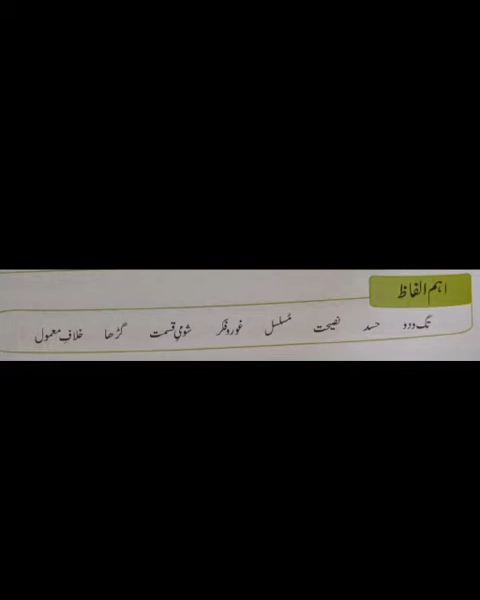 اہم الفاظ
تگ و دو حسد نصیحت مُسلسل غور و فکر شومیِ قسمت گڑھا خلافِ معمول